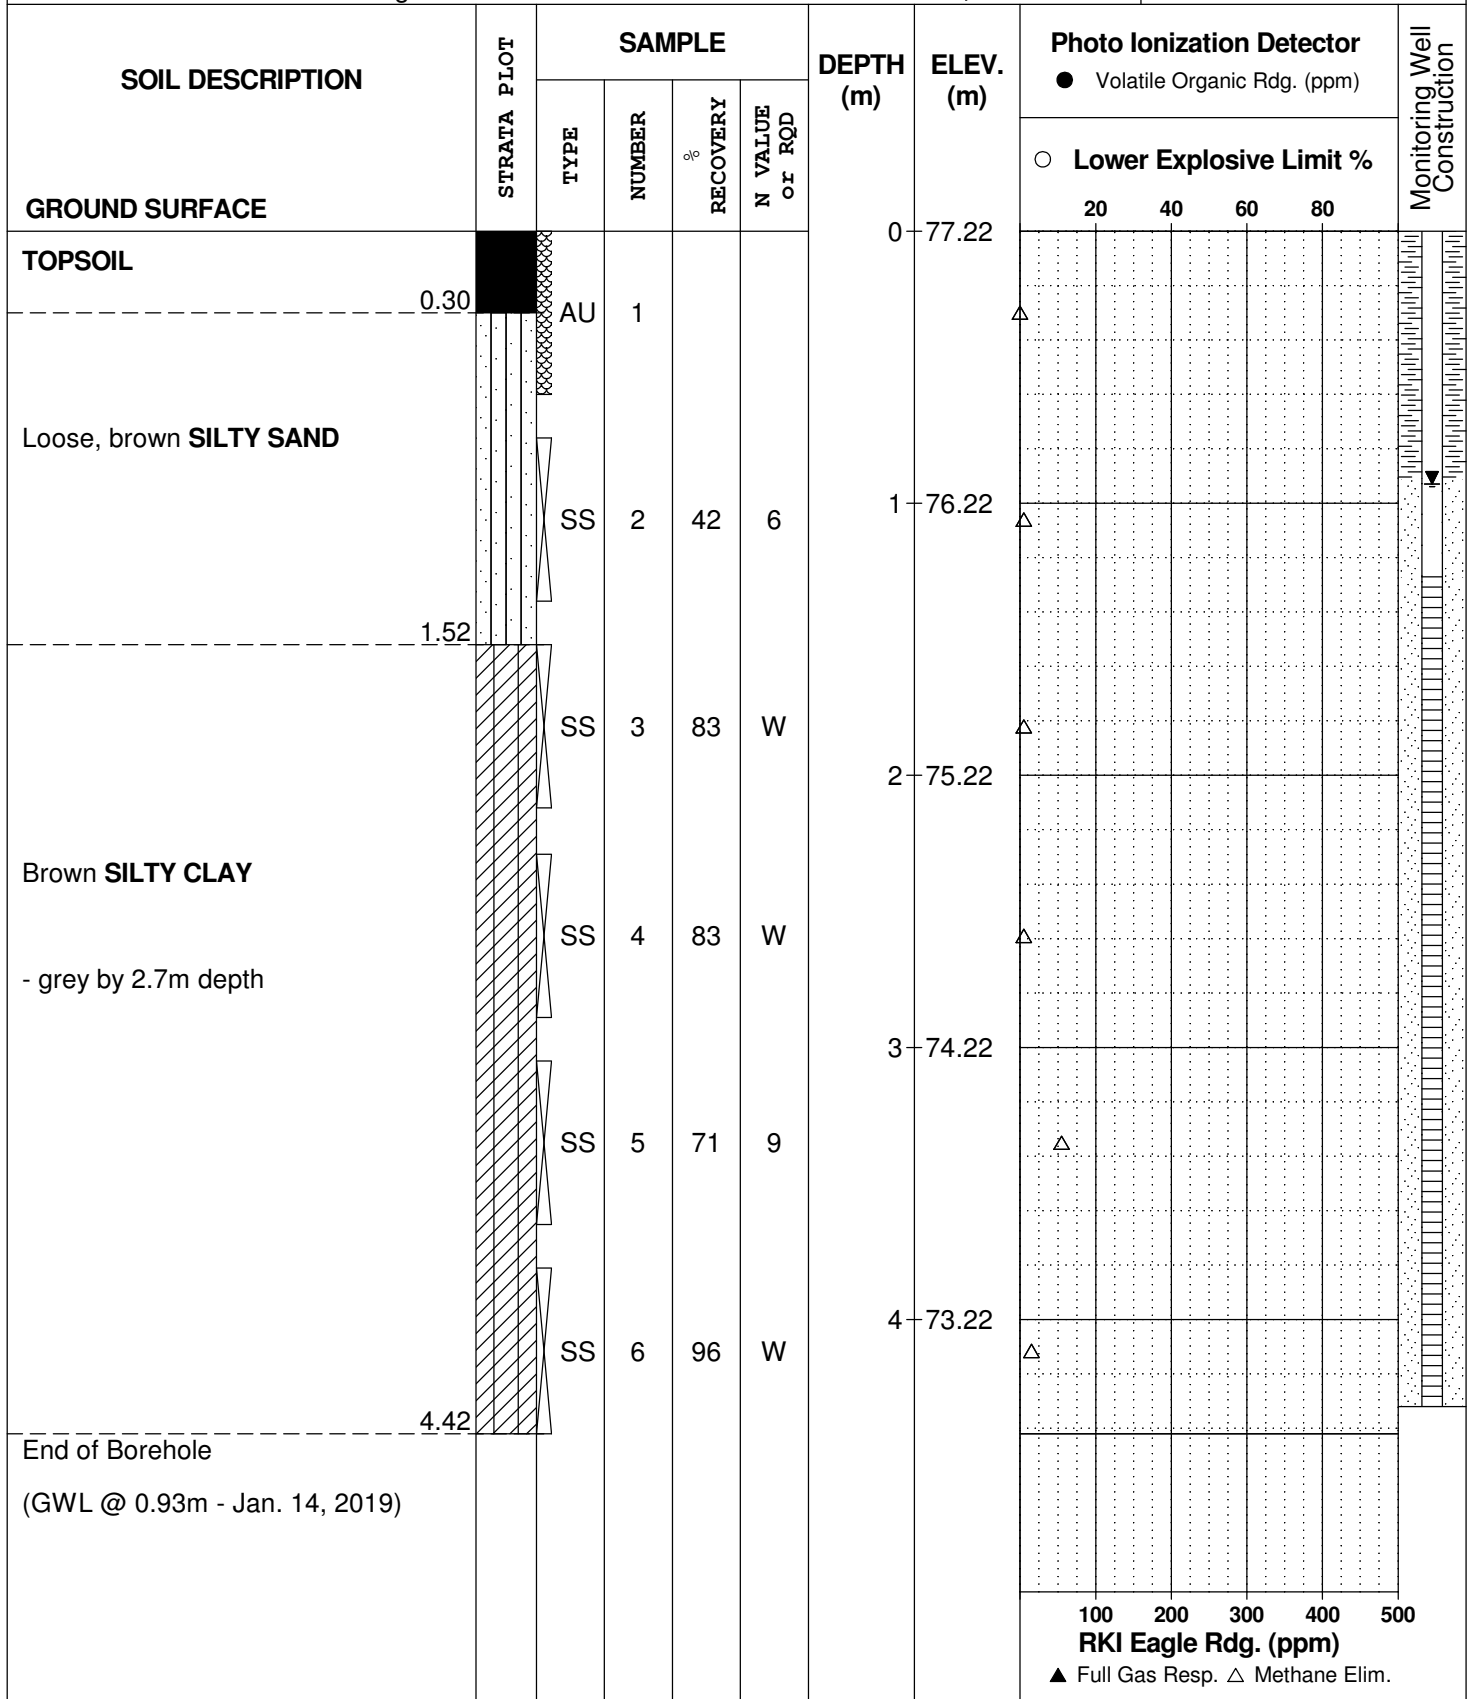 SOIL DESCRIPTION
GROUND SURFACE
STRATA PLOT
SAMPLE
TYPE
NUMBER
% RECOVERY
N VALUE or RQD
DEPTH (m)
ELEV. (m)
Photo Ionization Detector
● Volatile Organic Rdg. (ppm)
○ Lower Explosive Limit %
20 40 60 80
Monitoring Well Construction
0 77.22
TOPSOIL
0.30
AU 1
Loose, brown SILTY SAND
1 76.22
SS 2 42 6
1.52
SS 3 83 W
2 75.22
Brown SILTY CLAY
SS 4 83 W
- grey by 2.7m depth
3 74.22
SS 5 71 9
4 73.22
SS 6 96 W
4.42
End of Borehole
(GWL @ 0.93m - Jan. 14, 2019)
100 200 300 400 500
RKI Eagle Rdg. (ppm)
▲ Full Gas Resp. △ Methane Elim.